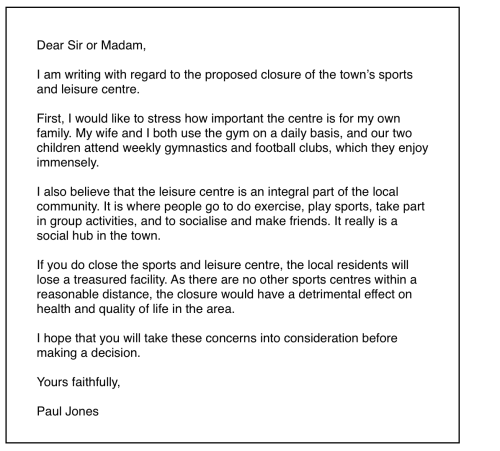 Dear Sir or Madam,
I am writing with regard to the proposed closure of the town's sports
and leisure centre.
First, I would like to stress how important the centre is for my own
family. My wife and I both use the gym on a daily basis, and our two
children attend weekly gymnastics and football clubs, which they enjoy
immensely.
I also believe that the leisure centre is an integral part of the local
community. It is where people go to do exercise, play sports, take part
in group activities, and to socialise and make friends. It really is a
social hub in the town.
If you do close the sports and leisure centre, the local residents will
lose a treasured facility. As there are no other sports centres within a
reasonable distance, the closure would have a detrimental effect on
health and quality of life in the area.
I hope that you will take these concerns into consideration before
making a decision.
Yours faithfully,
Paul Jones